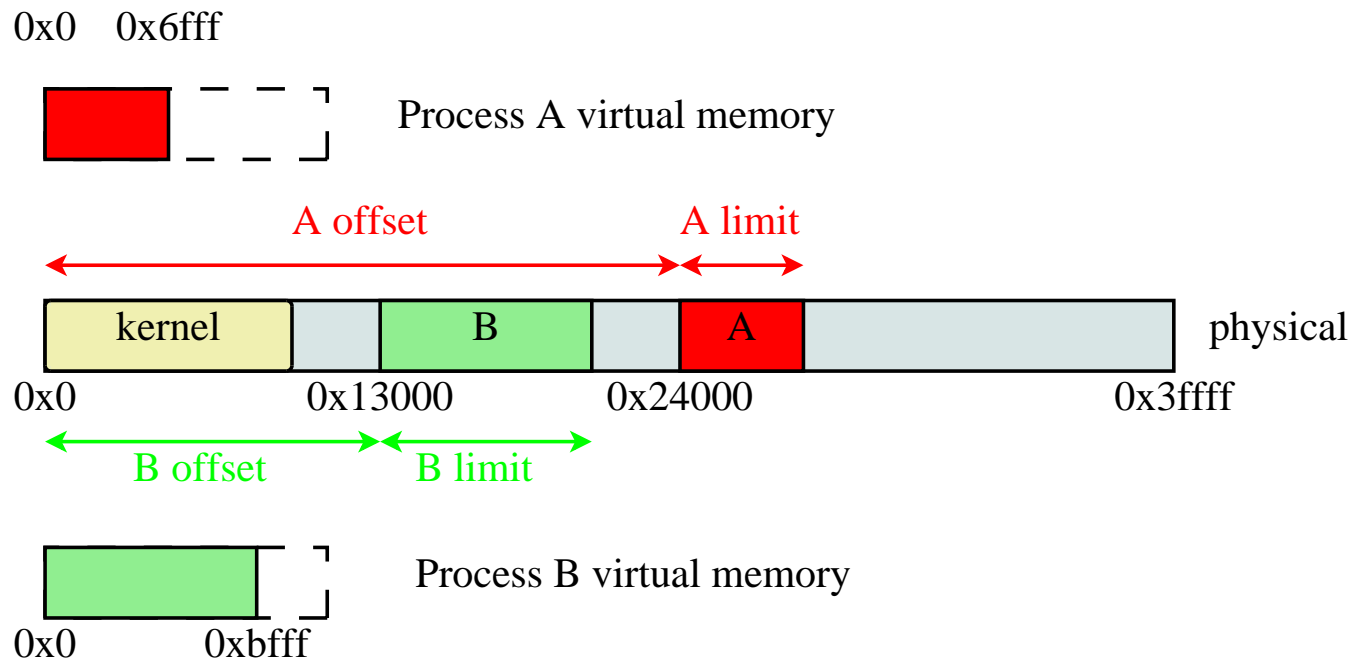 0x0 0x6fff
Process A virtual memory
A offset A limit
kernel B A physical
0x0 0x13000 0x24000 0x3ffff
B offset B limit
Process B virtual memory
0x0 0xbfff